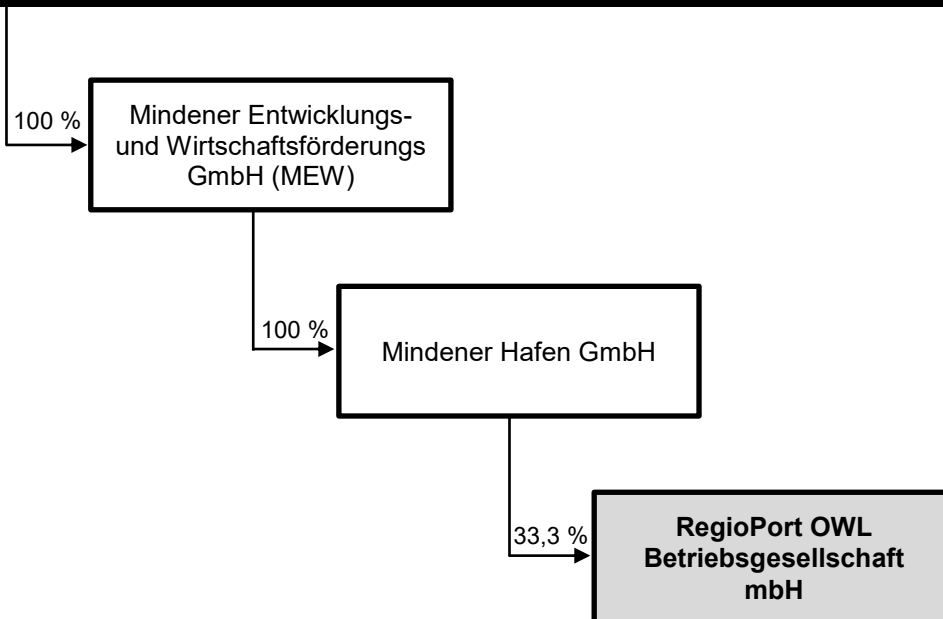 100 %
Mindener Entwicklungs-
und Wirtschaftsförderungs
GmbH (MEW)
100 %
Mindener Hafen GmbH
33,3 %
RegioPort OWL
Betriebsgesellschaft
mbH